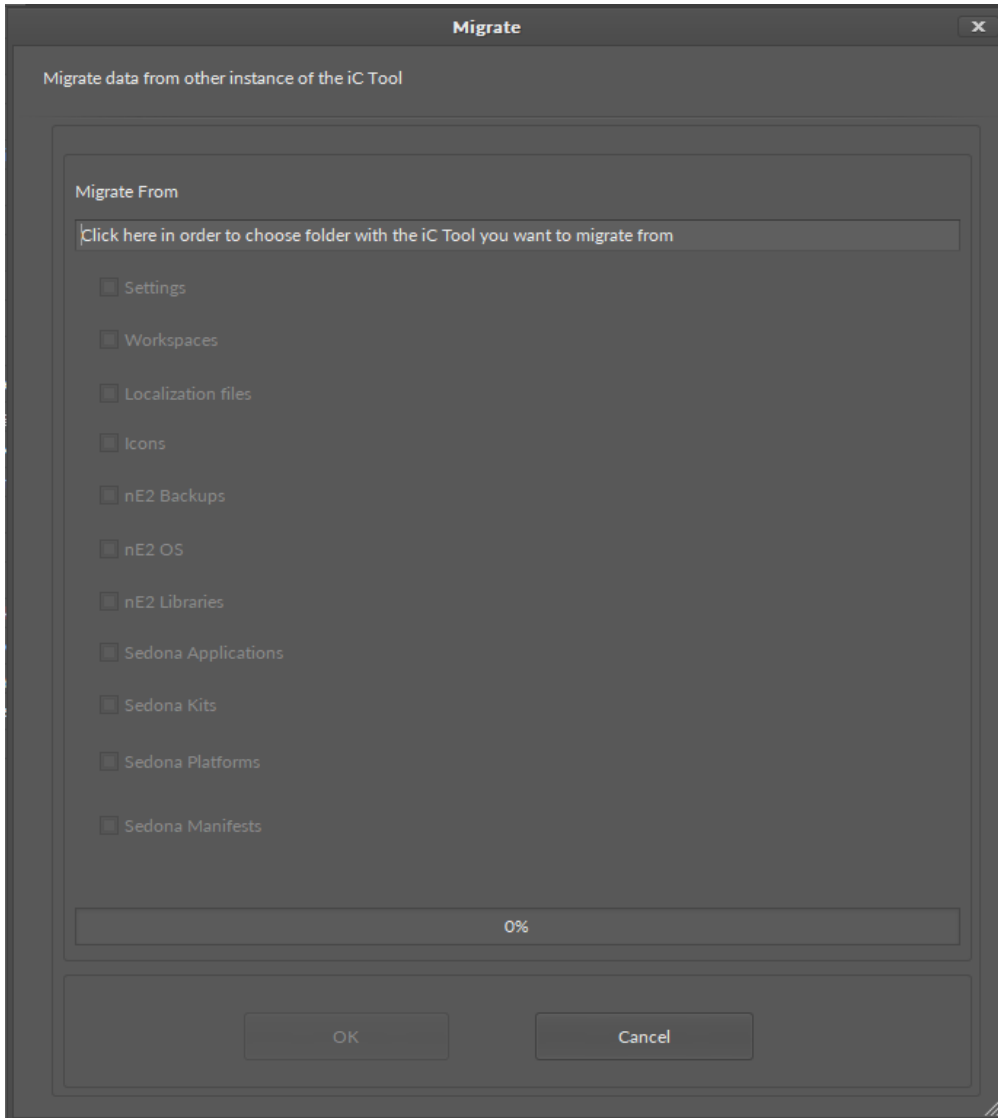 Migrate
Migrate data from other instance of the iC Tool
Migrate From
Click here in order to choose folder with the iC Tool you want to migrate from
Settings
Workspaces
Localization files
Icons
nE2 Backups
nE2 OS
nE2 Libraries
Sedona Applications
Sedona Kits
Sedona Platforms
Sedona Manifests
0%
OK
Cancel